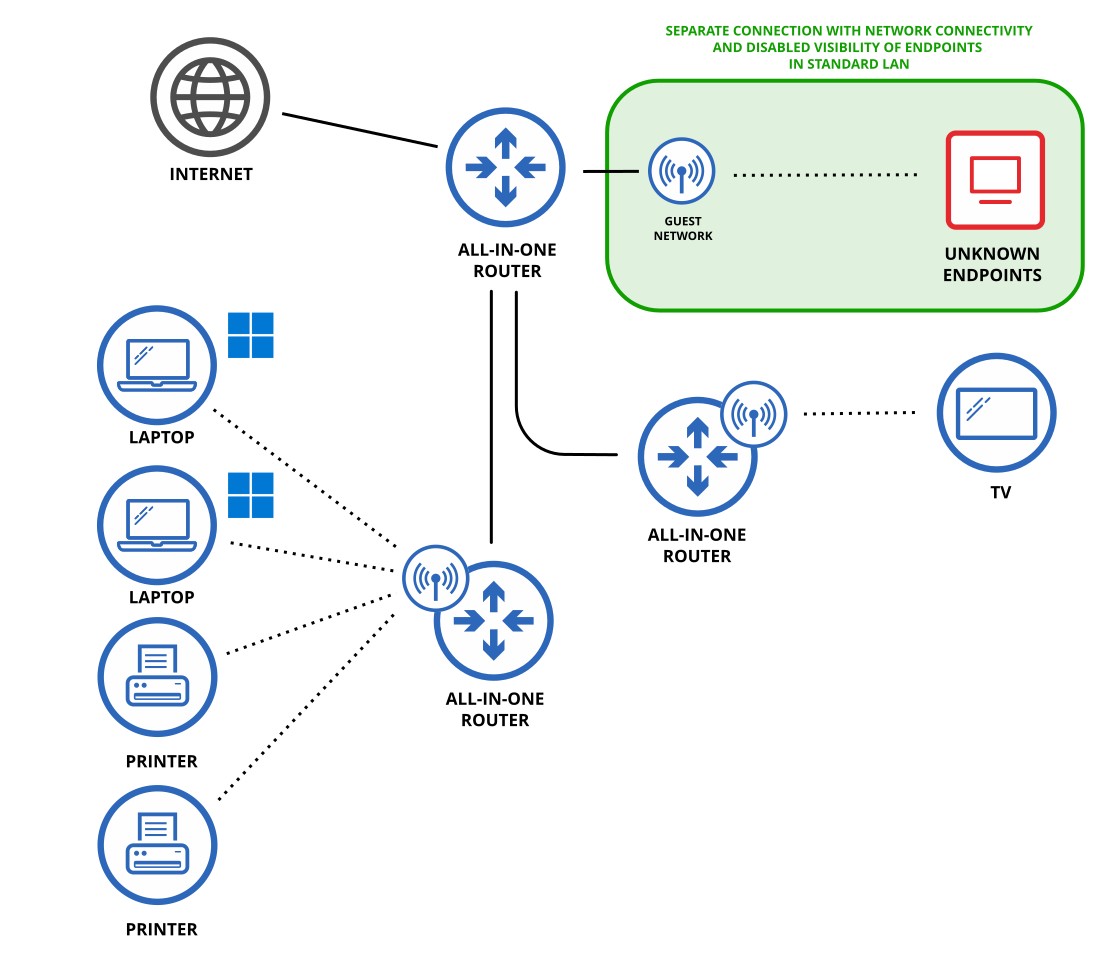 SEPARATE CONNECTION WITH NETWORK CONNECTIVITY
AND DISABLED VISIBILITY OF ENDPOINTS
IN STANDARD LAN
INTERNET
ALL-IN-ONE
ROUTER
GUEST
NETWORK
UNKNOWN
ENDPOINTS
LAPTOP
TV
ALL-IN-ONE
ROUTER
LAPTOP
ALL-IN-ONE
ROUTER
PRINTER
PRINTER